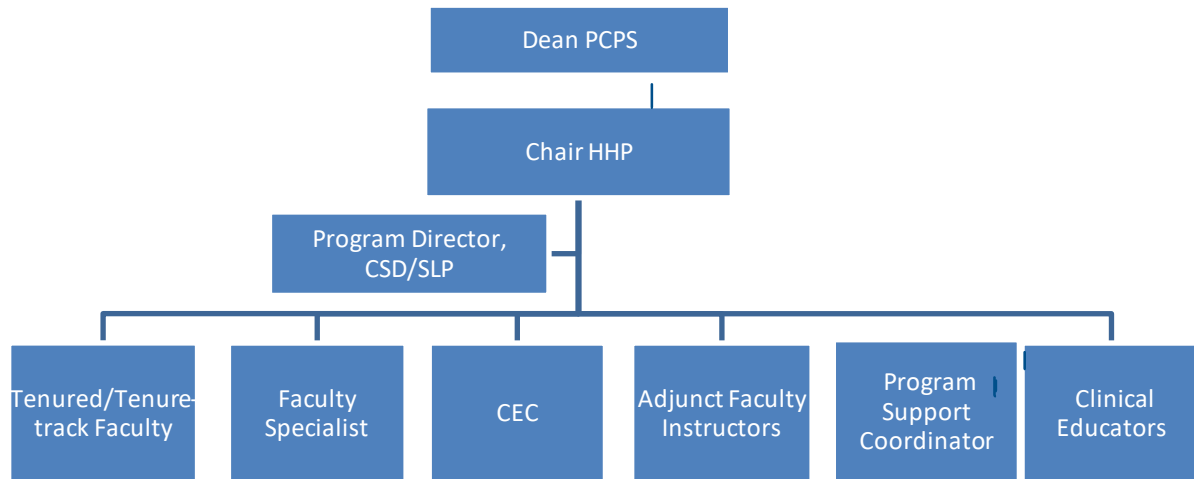 Dean PCPS
Chair HHP
Program Director,
CSD/SLP
Tenured/Tenure-
track Faculty
Faculty
Specialist
CEC
Adjunct Faculty
Instructors
Program
Support
Coordinator
Clinical
Educators